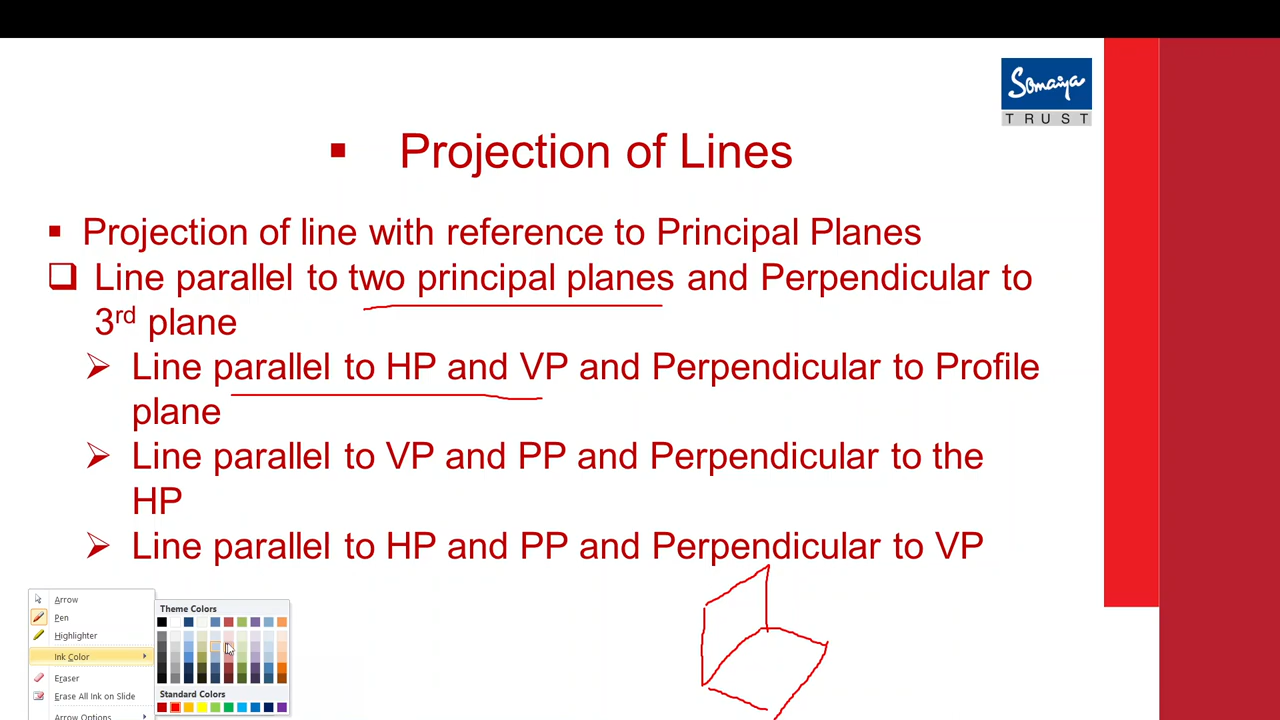 Somaiya
TRUST
▪ Projection of Lines
▪ Projection of line with reference to Principal Planes
❑ Line parallel to two principal planes and Perpendicular to
3rd plane
➢ Line parallel to HP and VP and Perpendicular to Profile
plane
➢ Line parallel to VP and PP and Perpendicular to the
HP
➢ Line parallel to HP and PP and Perpendicular to VP
Arrow
Pen
Highlighter
Ink Color
Eraser
Erase All Ink on Slide
Arrow Options
Theme Colors
Standard Colors